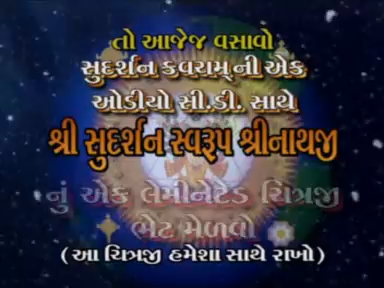 તો આજેજ વસાવો
સુદર્શન કવચમ્ ની એક
ઓડીયો સી.ડી. સાથે
શ્રી સુદર્શન સ્વરૂપ શ્રીનાથજી
નું એક લેમીનેટેડ ચિત્રજી
ભેટ મેળવો
(આ ચિત્રજી હમેશા સાથે રાખો)